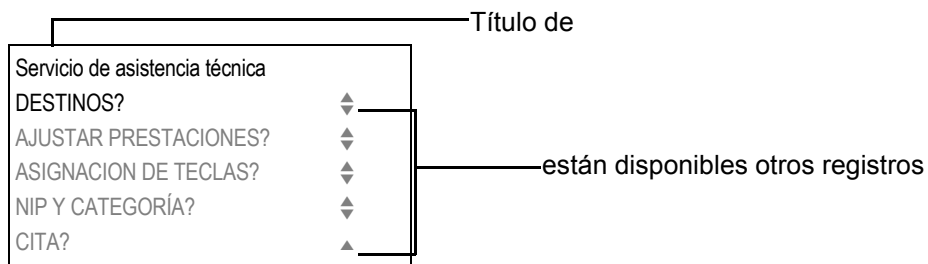 Título de
Servicio de asistencia técnica
DESTINOS?
AJUSTAR PRESTACIONES?
ASIGNACION DE TECLAS?
están disponibles otros registros
NIP Y CATEGORÍA?
CITA?